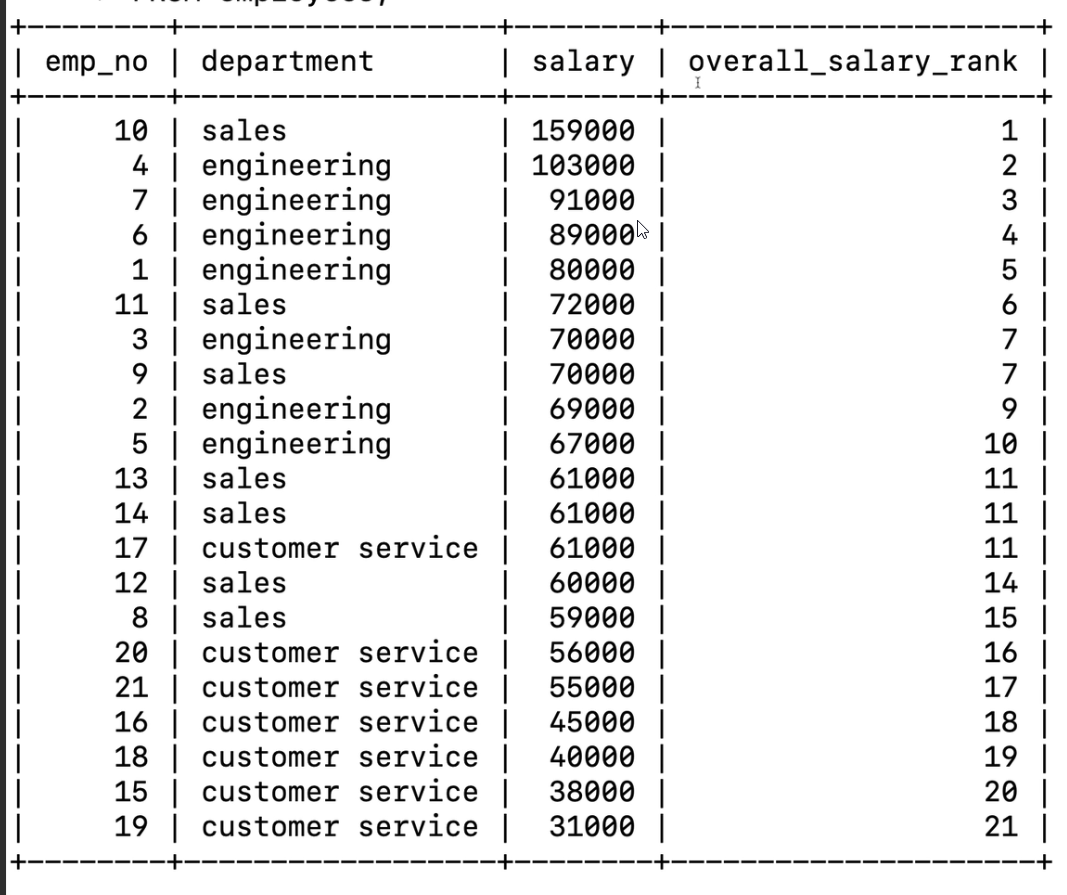 FROM employees;
+---------+------------------+--------+---------------------+
| emp_no | department | salary | overall_salary_rank |
+---------+------------------+--------+---------------------+
| 10 | sales | 159000 | 1 |
| 4 | engineering | 103000 | 2 |
| 7 | engineering | 91000 | 3 |
| 6 | engineering | 89000 | 4 |
| 1 | engineering | 80000 | 5 |
| 11 | sales | 72000 | 6 |
| 3 | engineering | 70000 | 7 |
| 9 | sales | 70000 | 7 |
| 2 | engineering | 69000 | 9 |
| 5 | engineering | 67000 | 10 |
| 13 | sales | 61000 | 11 |
| 14 | sales | 61000 | 11 |
| 17 | customer service | 61000 | 11 |
| 12 | sales | 60000 | 14 |
| 8 | sales | 59000 | 15 |
| 20 | customer service | 56000 | 16 |
| 21 | customer service | 55000 | 17 |
| 16 | customer service | 45000 | 18 |
| 18 | customer service | 40000 | 19 |
| 15 | customer service | 38000 | 20 |
| 19 | customer service | 31000 | 21 |
+---------+------------------+--------+---------------------+